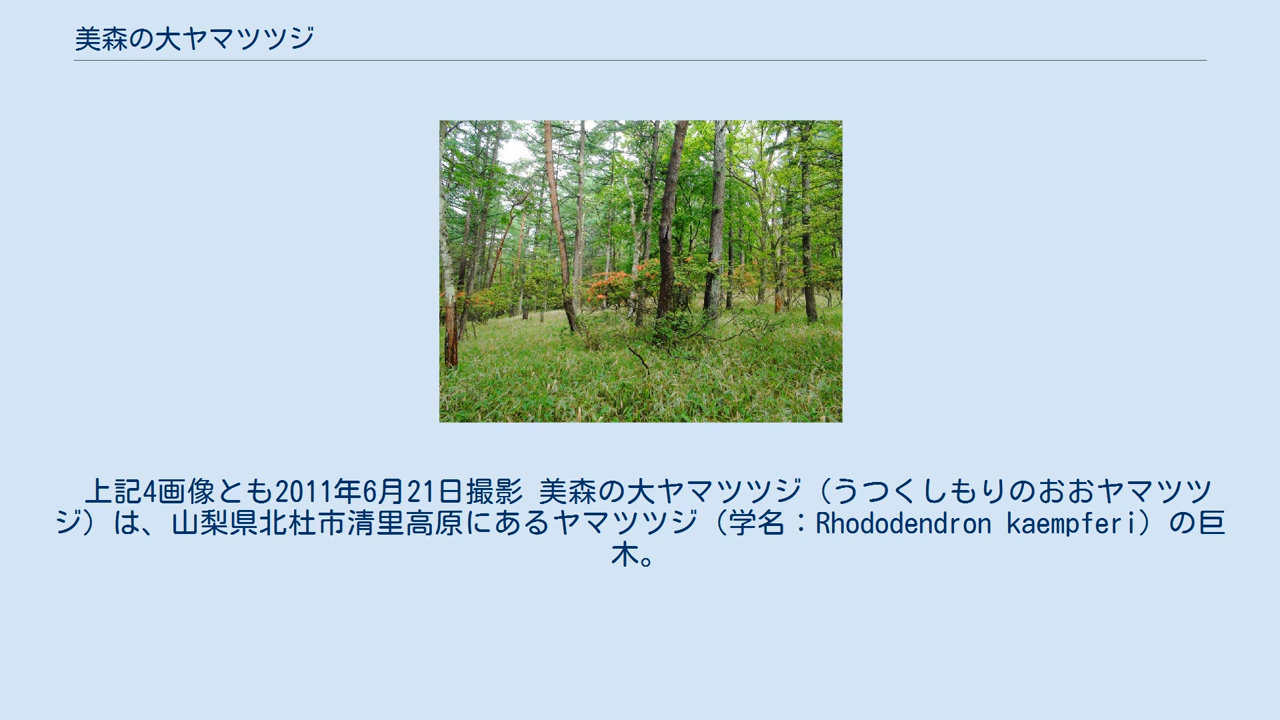 美森の大ヤマツツジ
上記4画像とも2011年6月21日撮影 美森の大ヤマツツジ（うつくしもりのおおヤマツツ
ジ）は、山梨県北杜市清里高原にあるヤマツツジ（学名：Rhododendron kaempferi）の巨
木。